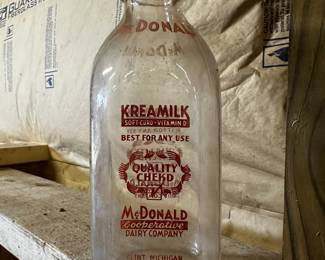 McDONALD
KREAMILK
SOFT-CURD • VITAMIN D
BEST FOR ANY USE
QUALITY
CHEKD
McDONALD
Cooperative
DAIRY COMPANY
FLINT, MICHIGAN